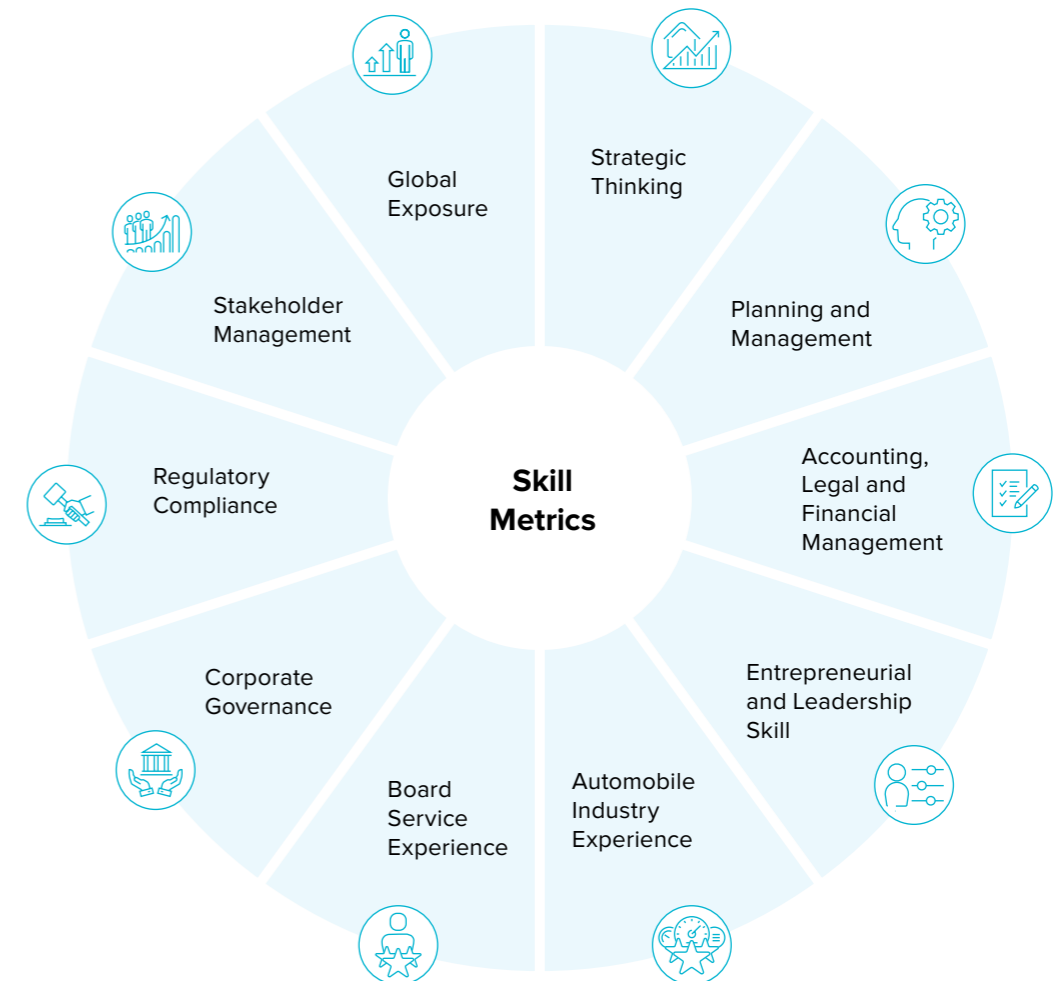 Skill
Metrics
Strategic
Thinking
Planning and
Management
Accounting,
Legal and
Financial
Management
Entrepreneurial
and Leadership
Skill
Automobile
Industry
Experience
Board
Service
Experience
Corporate
Governance
Regulatory
Compliance
Stakeholder
Management
Global
Exposure